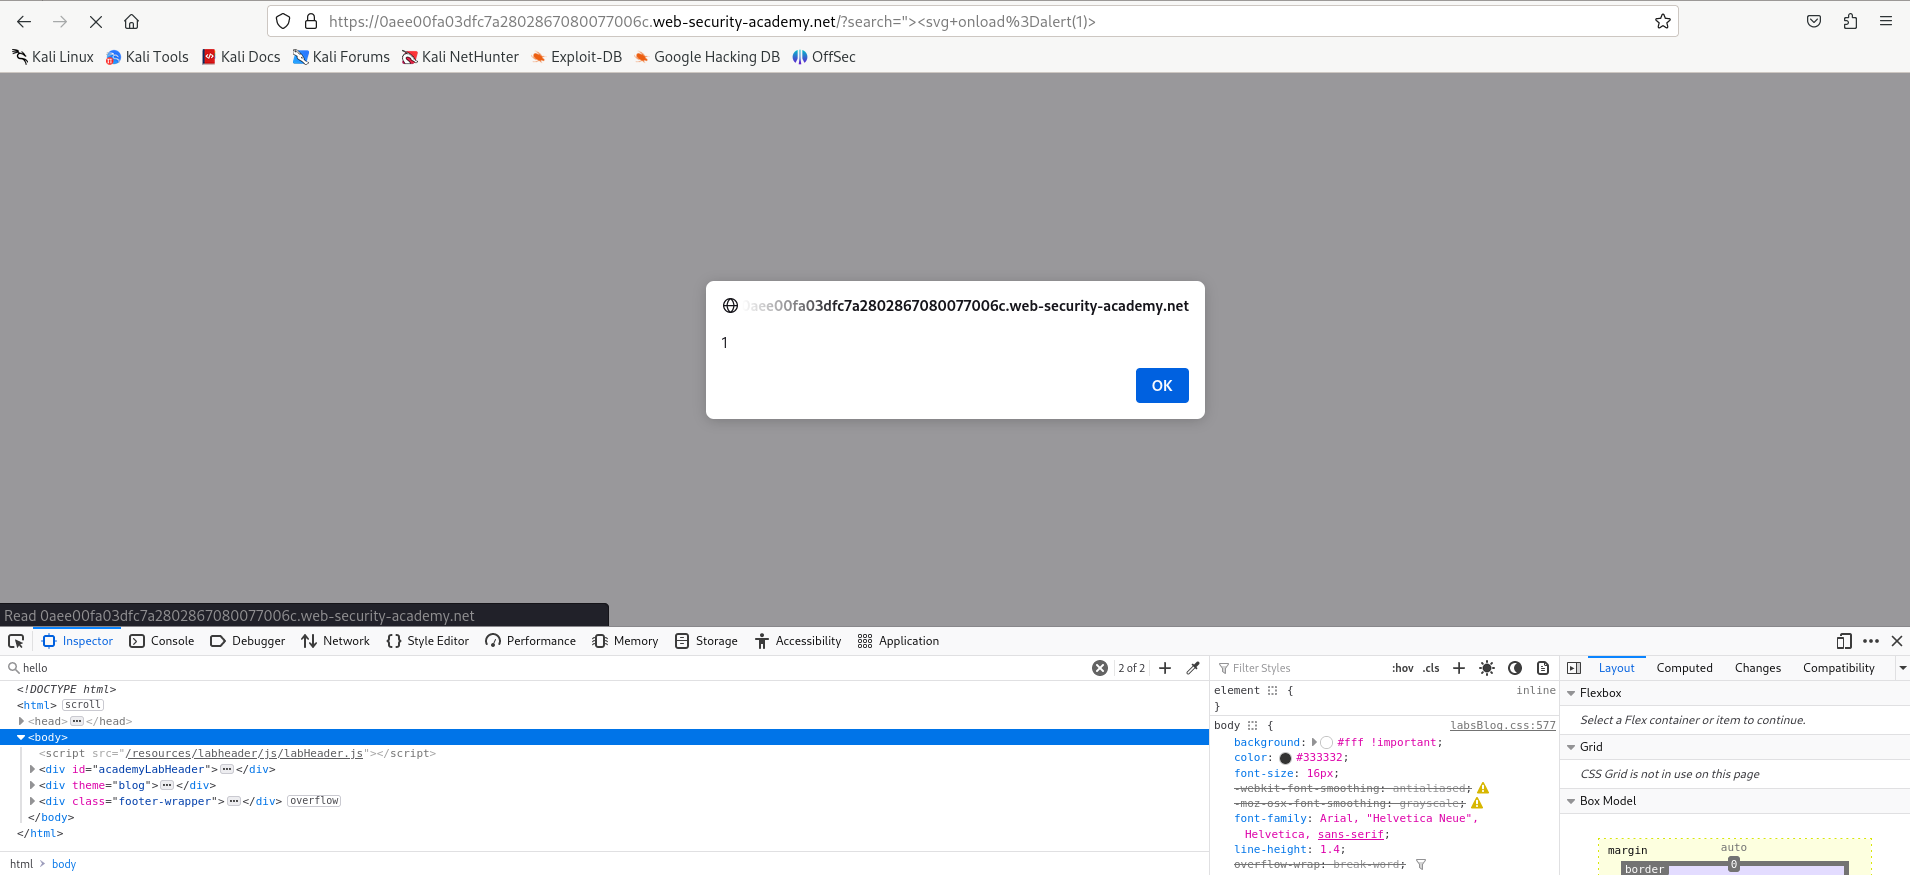 https://0aee00fa03dfc7a2802867080077006c.web-security-academy.net/?search="><svg+onload%3Dalert(1)>
Kali Linux Kali Tools Kali Docs Kali Forums Kali NetHunter Exploit-DB Google Hacking DB OffSec
0aee00fa03dfc7a2802867080077006c.web-security-academy.net
1
OK
Read 0aee00fa03dfc7a2802867080077006c.web-security-academy.net
Inspector Console Debugger Network Style Editor Performance Memory Storage Accessibility Application
hello 2 of 2
<!DOCTYPE html>
<html> scroll
<head> ··· </head>
<body>
<script src="/resources/labheader/js/labHeader.js"></script>
<div id="academyLabHeader"> ··· </div>
<div theme="blog"> ··· </div>
<div class="footer-wrapper"> ··· </div> overflow
</body>
</html>
html > body
Filter Styles :hov .cls
element { inline
}
body { labsBlog.css:577
background: #fff !important;
color: #333332;
font-size: 16px;
-webkit-font-smoothing: antialiased;
-moz-osx-font-smoothing: grayscale;
font-family: Arial, "Helvetica Neue",
Helvetica, sans-serif;
line-height: 1.4;
overflow-wrap: break-word;
Layout Computed Changes Compatibility
Flexbox
Select a Flex container or item to continue.
Grid
CSS Grid is not in use on this page
Box Model
margin auto
border 0